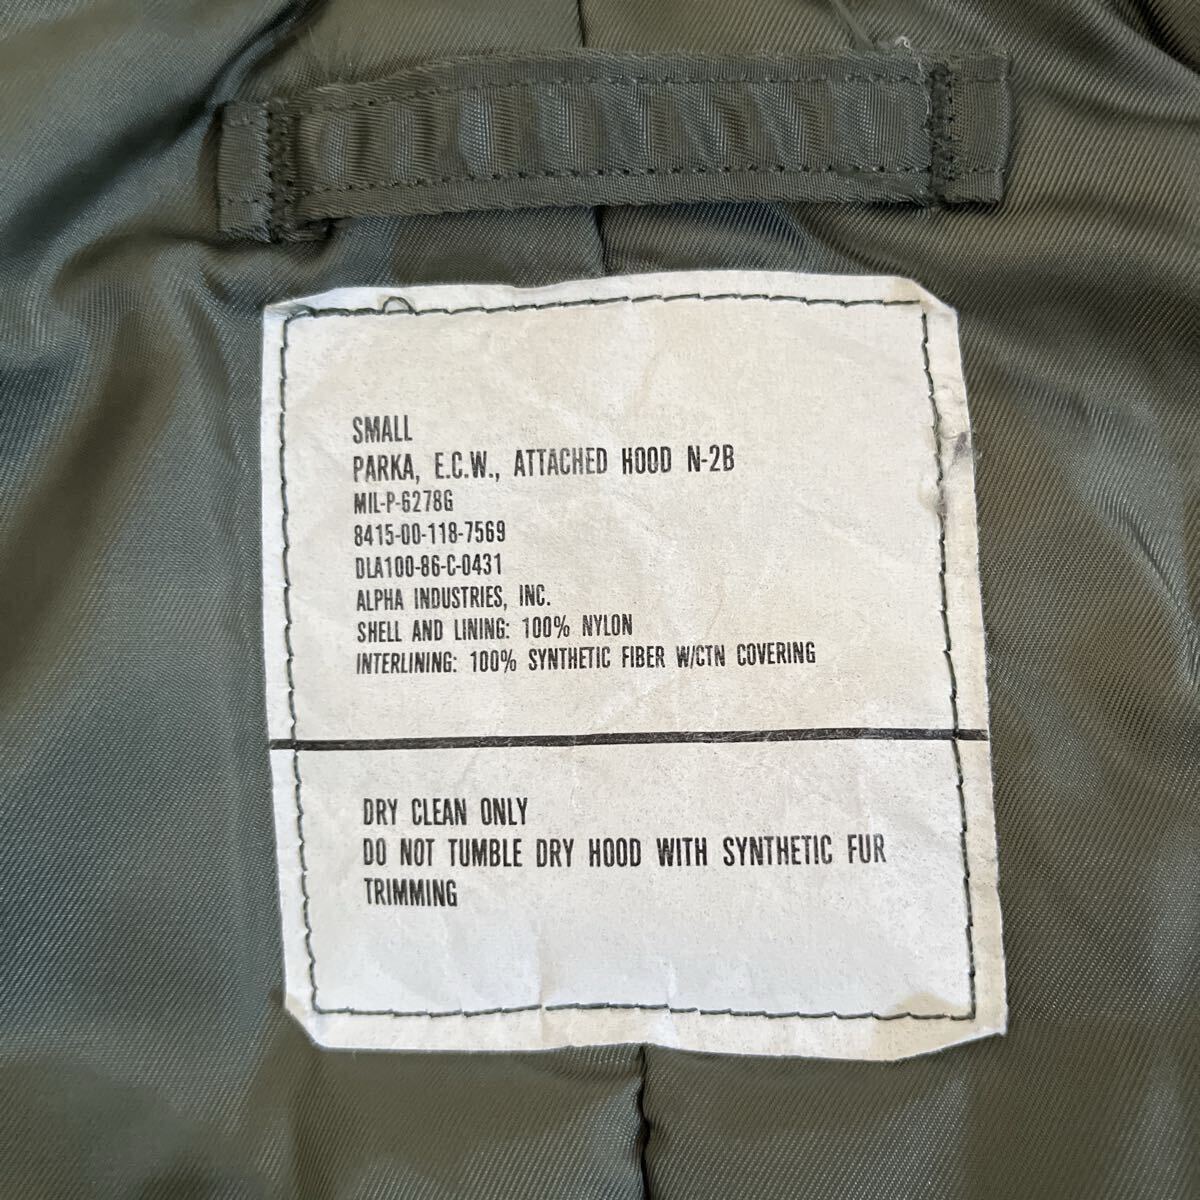 SMALL
PARKA, E.C.W., ATTACHED HOOD N-2B
MIL-P-6278G
8415-00-118-7569
DLA100-86-C-0431
ALPHA INDUSTRIES, INC.
SHELL AND LINING: 100% NYLON
INTERLINING: 100% SYNTHETIC FIBER W/CTN COVERING
DRY CLEAN ONLY
DO NOT TUMBLE DRY HOOD WITH SYNTHETIC FUR
TRIMMING